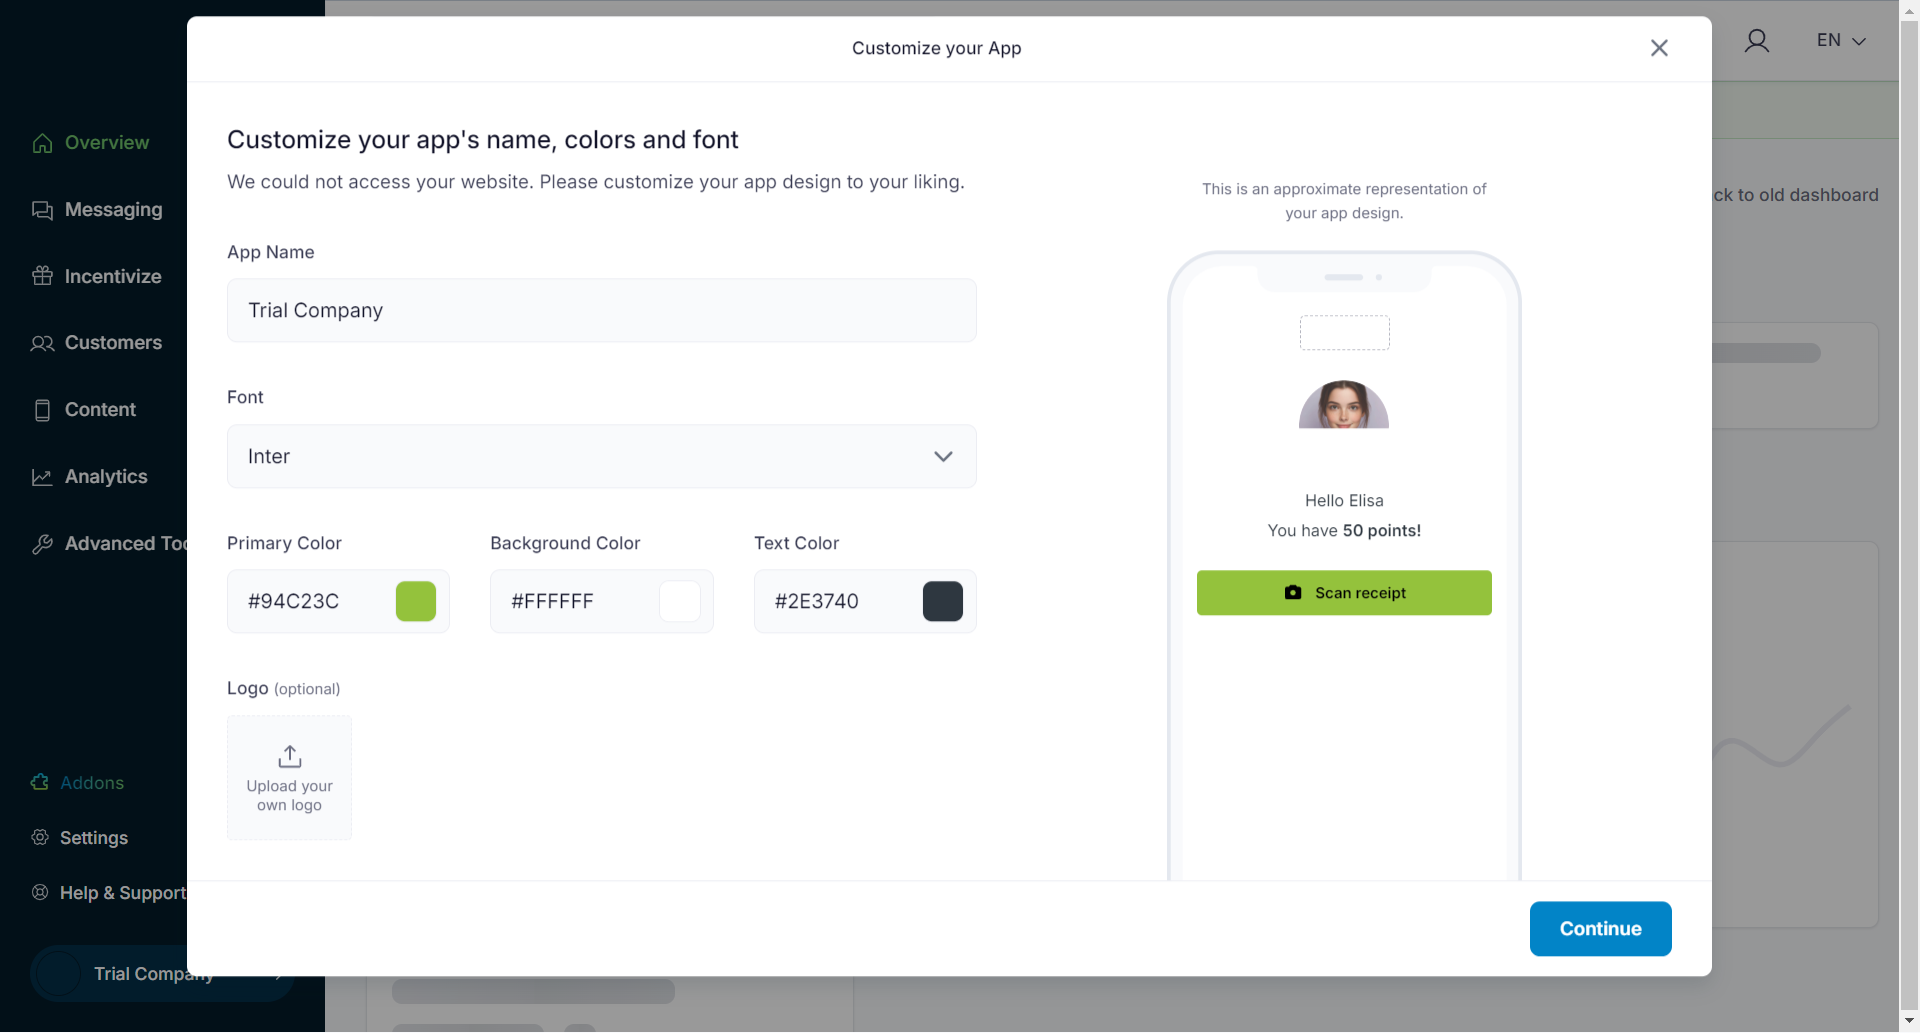 Customize your App
EN
Overview
Messaging
Incentivize
Customers
Content
Analytics
Advanced Too
Addons
Settings
Help & Support
Trial Company
Customize your app's name, colors and font
We could not access your website. Please customize your app design to your liking.
App Name
Trial Company
Font
Inter
Primary Color
Background Color
Text Color
#94C23C
#FFFFFF
#2E3740
Logo (optional)
Upload your
own logo
This is an approximate representation of
your app design.
Hello Elisa
You have 50 points!
Scan receipt
Continue
ck to old dashboard